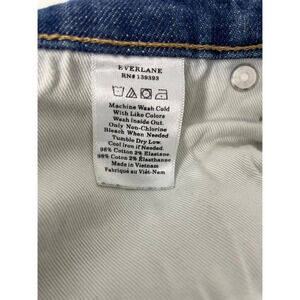 EVERLANE
RN# 139393
Machine Wash Cold
With Like Colors
Wash Inside Out.
Only Non-Chlorine
Bleach When Needed
Tumble Dry Low.
Cool Iron if Needed.
98% Cotton 2% Elastane
98% Coton 2% Elasthanne
Made in Vietnam
Fabriqué au Viêt-Nam